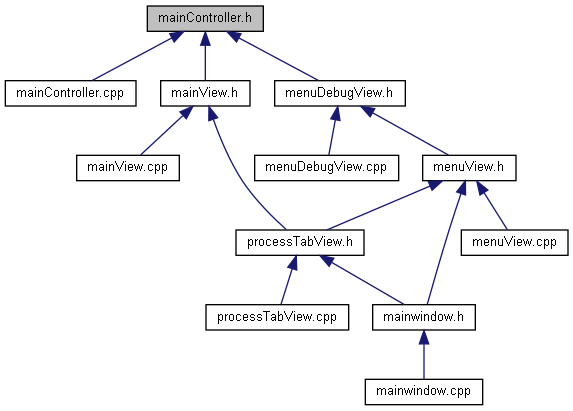 mainController.h
mainController.cpp
mainView.h
menuDebugView.h
mainView.cpp
menuDebugView.cpp
menuView.h
processTabView.h
menuView.cpp
processTabView.cpp
mainwindow.h
mainwindow.cpp